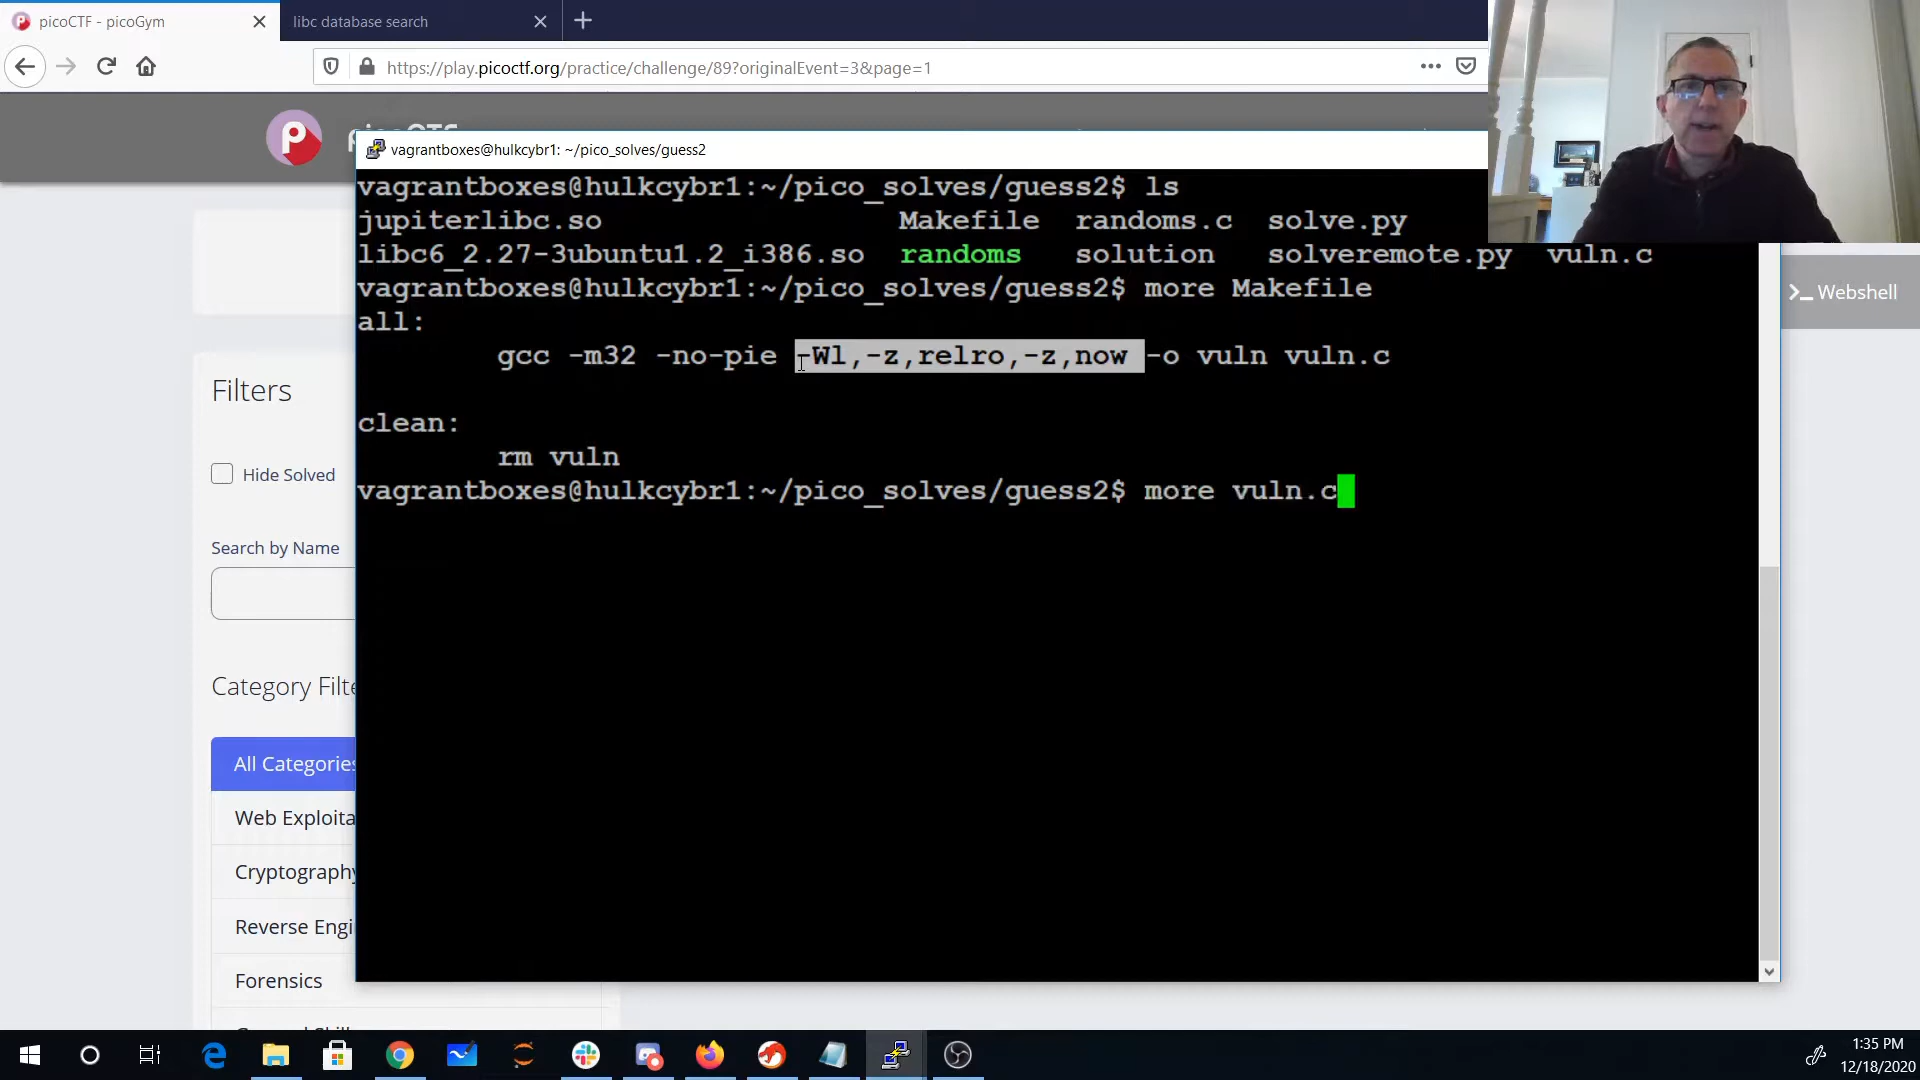 picoCTF - picoGym
libc database search
https://play.picoctf.org/practice/challenge/89?originalEvent=3&page=1
vagrantboxes@hulkcybr1: ~/pico_solves/guess2
vagrantboxes@hulkcybr1:~/pico_solves/guess2$ ls
jupiterlibc.so Makefile randoms.c solve.py
libc6_2.27-3ubuntu1.2_i386.so randoms solution solveremote.py vuln.c
vagrantboxes@hulkcybr1:~/pico_solves/guess2$ more Makefile
all:
gcc -m32 -no-pie -Wl,-z,relro,-z,now -o vuln vuln.c
clean:
rm vuln
vagrantboxes@hulkcybr1:~/pico_solves/guess2$ more vuln.c
Webshell
Filters
Hide Solved
Search by Name
Category Filte
All Categories
Web Exploita
Cryptography
Reverse Engi
Forensics
1:35 PM
12/18/2020